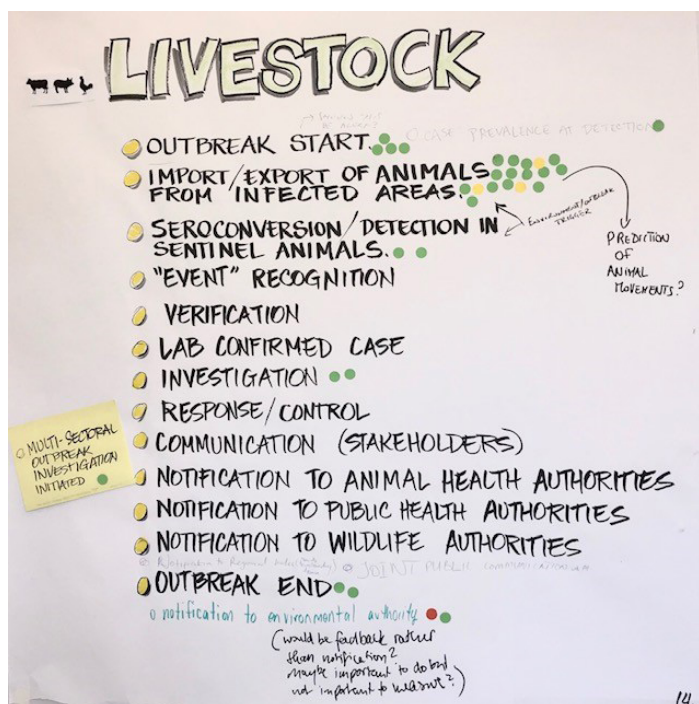 LIVESTOCK
CASE PREVALENCE AT DETECTION
OUTBREAK START.
IMPORT/EXPORT OF ANIMALS
FROM INFECTED AREAS.
ENVIRONMENT/OUTBREAK
TRIGGER
PREDICTION
OF
ANIMAL
MOVEMENTS?
SEROCONVERSION/DETECTION IN
SENTINEL ANIMALS.
"EVENT" RECOGNITION
VERIFICATION
LAB CONFIRMED CASE
INVESTIGATION
RESPONSE/CONTROL
COMMUNICATION (STAKEHOLDERS)
MULTI-SECTORAL
OUTBREAK
INVESTIGATION
INITIATED
NOTIFICATION TO ANIMAL HEALTH AUTHORITIES
NOTIFICATION TO PUBLIC HEALTH AUTHORITIES
NOTIFICATION TO WILDLIFE AUTHORITIES
JOINT PUBLIC COMMUNICATION
OUTBREAK END
notification to environmental authority
(would be feedback rather
than notification?
maybe important to do but
not important to measure?)
14